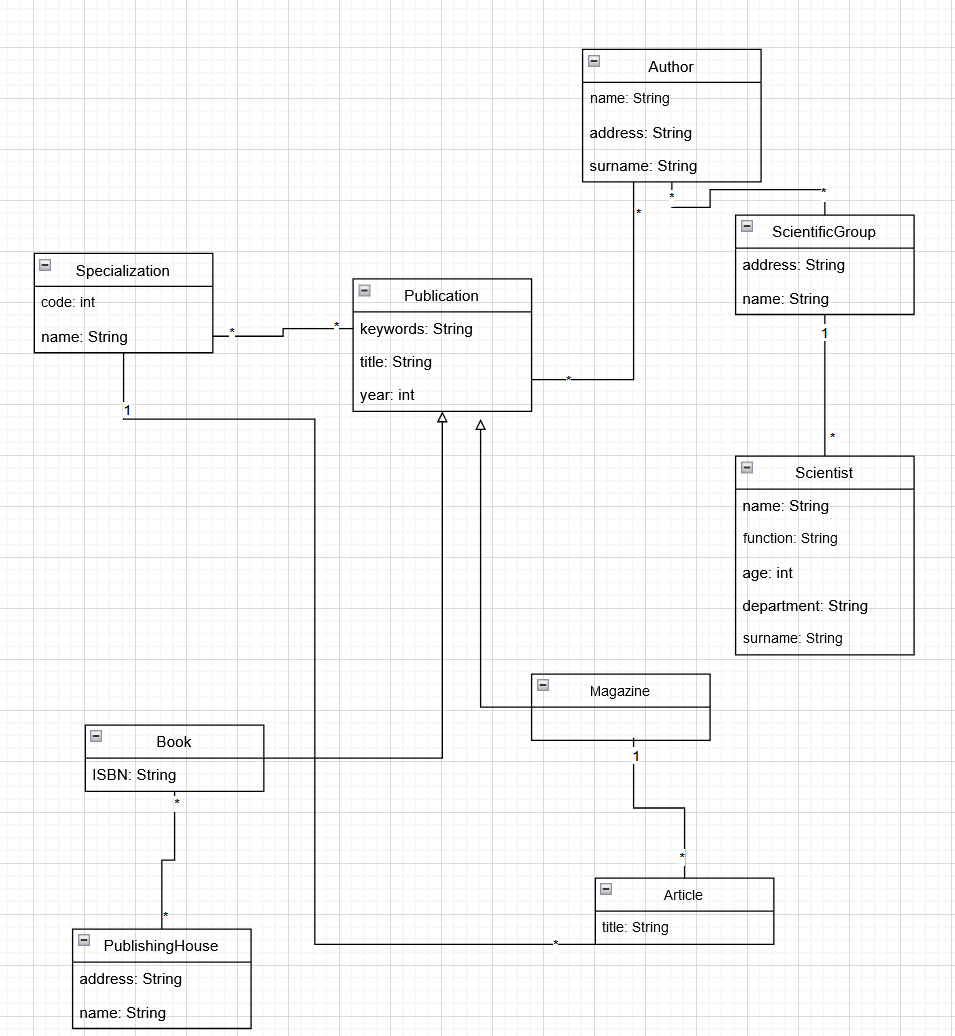 Author
name: String
address: String
surname: String
*
*
*
ScientificGroup
address: String
name: String
1
*
Specialization
code: int
name: String
*
*
1
Publication
keywords: String
title: String
year: int
*
Scientist
name: String
function: String
age: int
department: String
surname: String
Magazine
1
*
Book
ISBN: String
*
*
Article
title: String
*
PublishingHouse
address: String
name: String